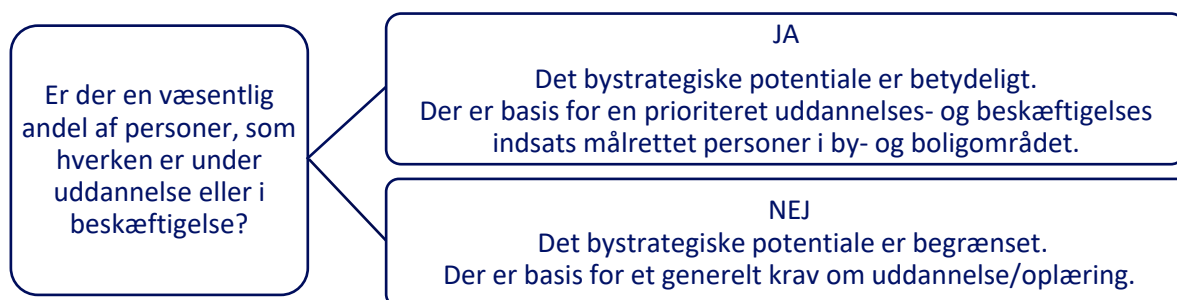 Er der en væsentlig
andel af personer, som
hverken er under
uddannelse eller i
beskæftigelse?
JA
Det bystrategiske potentiale er betydeligt.
Der er basis for en prioriteret uddannelses- og beskæftigelses
indsats målrettet personer i by- og boligområdet.
NEJ
Det bystrategiske potentiale er begrænset.
Der er basis for et generelt krav om uddannelse/oplæring.